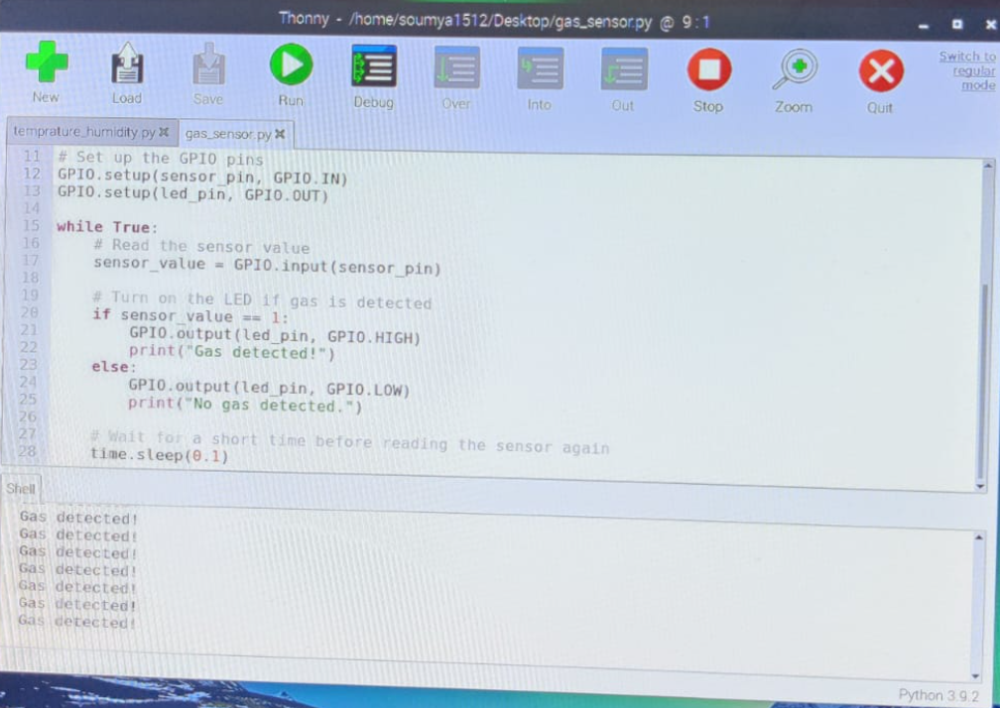 Thonny - /home/soumya1512/Desktop/gas_sensor.py @ 9:1
New Load Save Run Debug Over Into Out Stop Zoom Quit
Switch to
regular
mode
temprature_humidity.py gas_sensor.py
11 # Set up the GPIO pins
12 GPIO.setup(sensor_pin, GPIO.IN)
13 GPIO.setup(led_pin, GPIO.OUT)
14
15 while True:
16     # Read the sensor value
17     sensor_value = GPIO.input(sensor_pin)
18
19     # Turn on the LED if gas is detected
20     if sensor_value == 1:
21         GPIO.output(led_pin, GPIO.HIGH)
22         print("Gas detected!")
23     else:
24         GPIO.output(led_pin, GPIO.LOW)
25         print("No gas detected.")
26
27     # Wait for a short time before reading the sensor again
28     time.sleep(0.1)
Shell
Gas detected!
Gas detected!
Gas detected!
Gas detected!
Gas detected!
Gas detected!
Gas detected!
Python 3.9.2